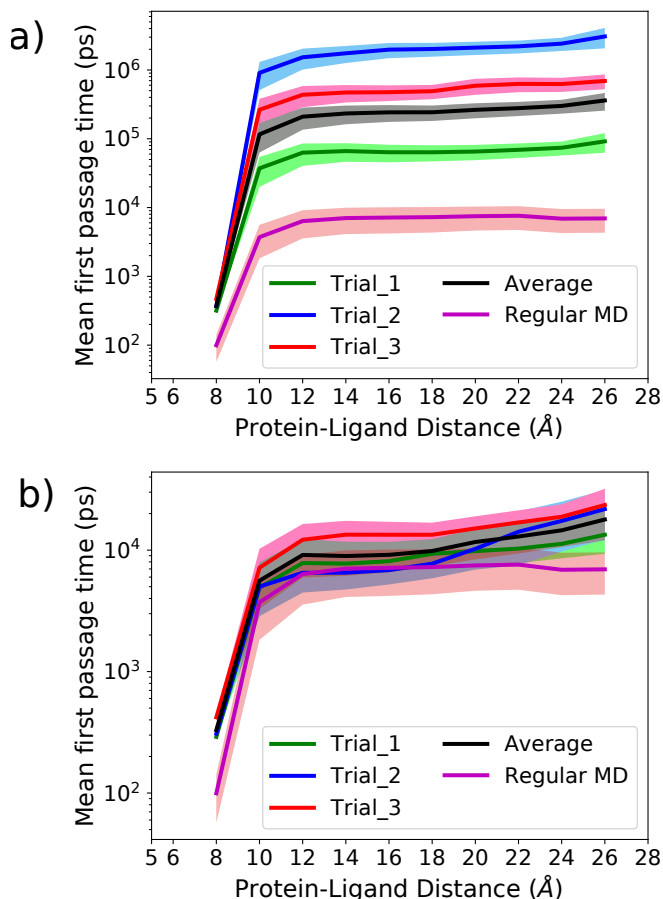 a)
Mean first passage time (ps)
10^6
10^5
10^4
10^3
10^2
Trial_1
Trial_2
Trial_3
Average
Regular MD
5 6 8 10 12 14 16 18 20 22 24 26 28
Protein-Ligand Distance (Å)
b)
Mean first passage time (ps)
10^4
10^3
10^2
Trial_1
Trial_2
Trial_3
Average
Regular MD
5 6 8 10 12 14 16 18 20 22 24 26 28
Protein-Ligand Distance (Å)